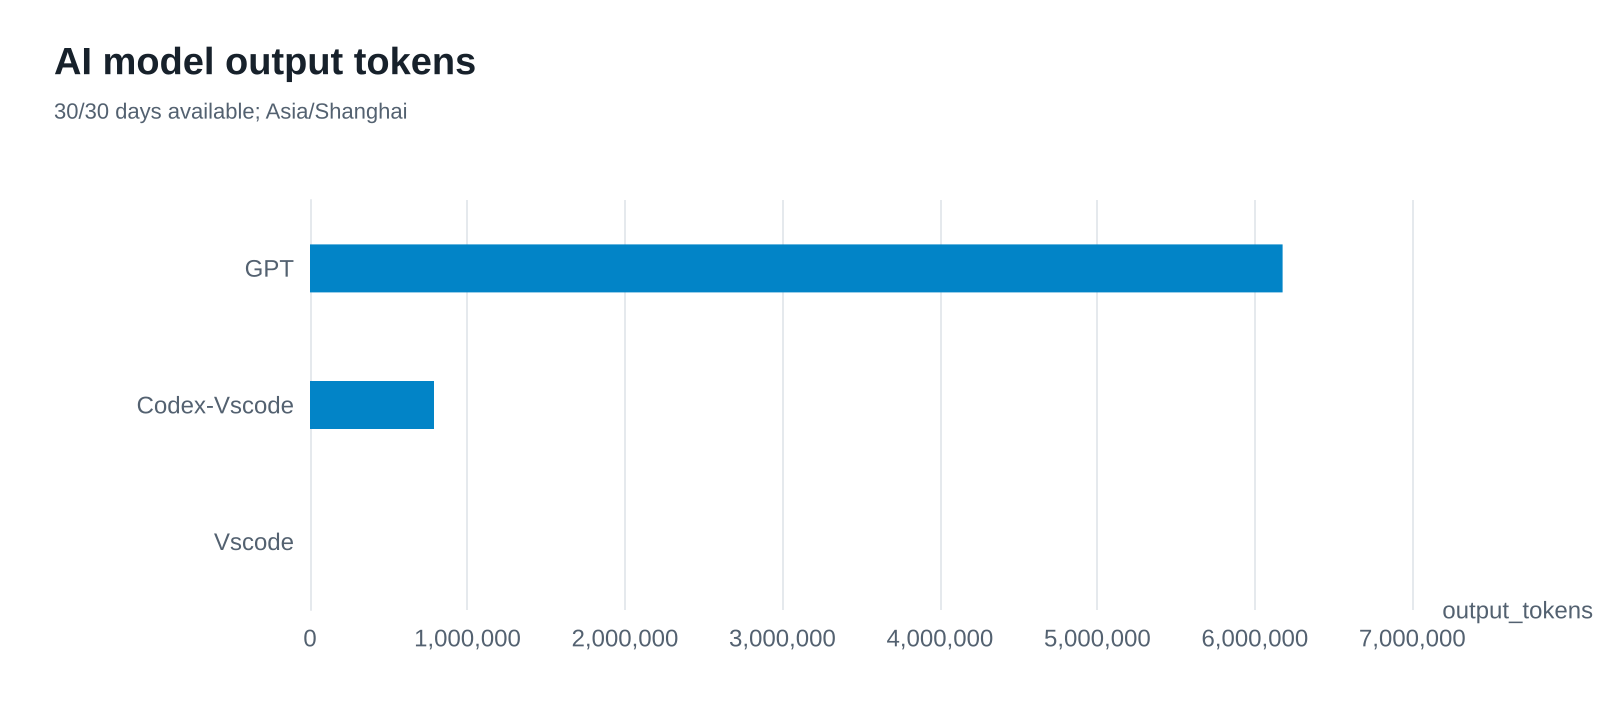 AI model output tokens
30/30 days available; Asia/Shanghai
GPT
Codex-Vscode
Vscode
output_tokens
0 1,000,000 2,000,000 3,000,000 4,000,000 5,000,000 6,000,000 7,000,000